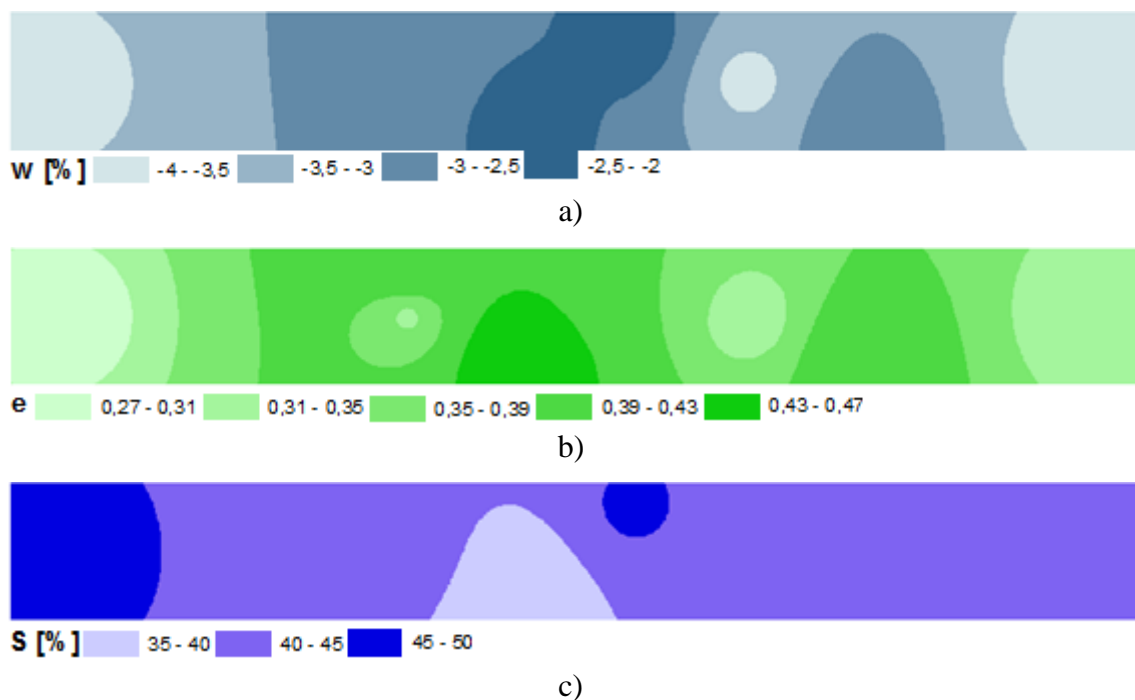 w [%] -4 - -3,5 -3,5 - -3 -3 - -2,5 -2,5 - -2
a)
e 0,27 - 0,31 0,31 - 0,35 0,35 - 0,39 0,39 - 0,43 0,43 - 0,47
b)
S [%] 35 - 40 40 - 45 45 - 50
c)